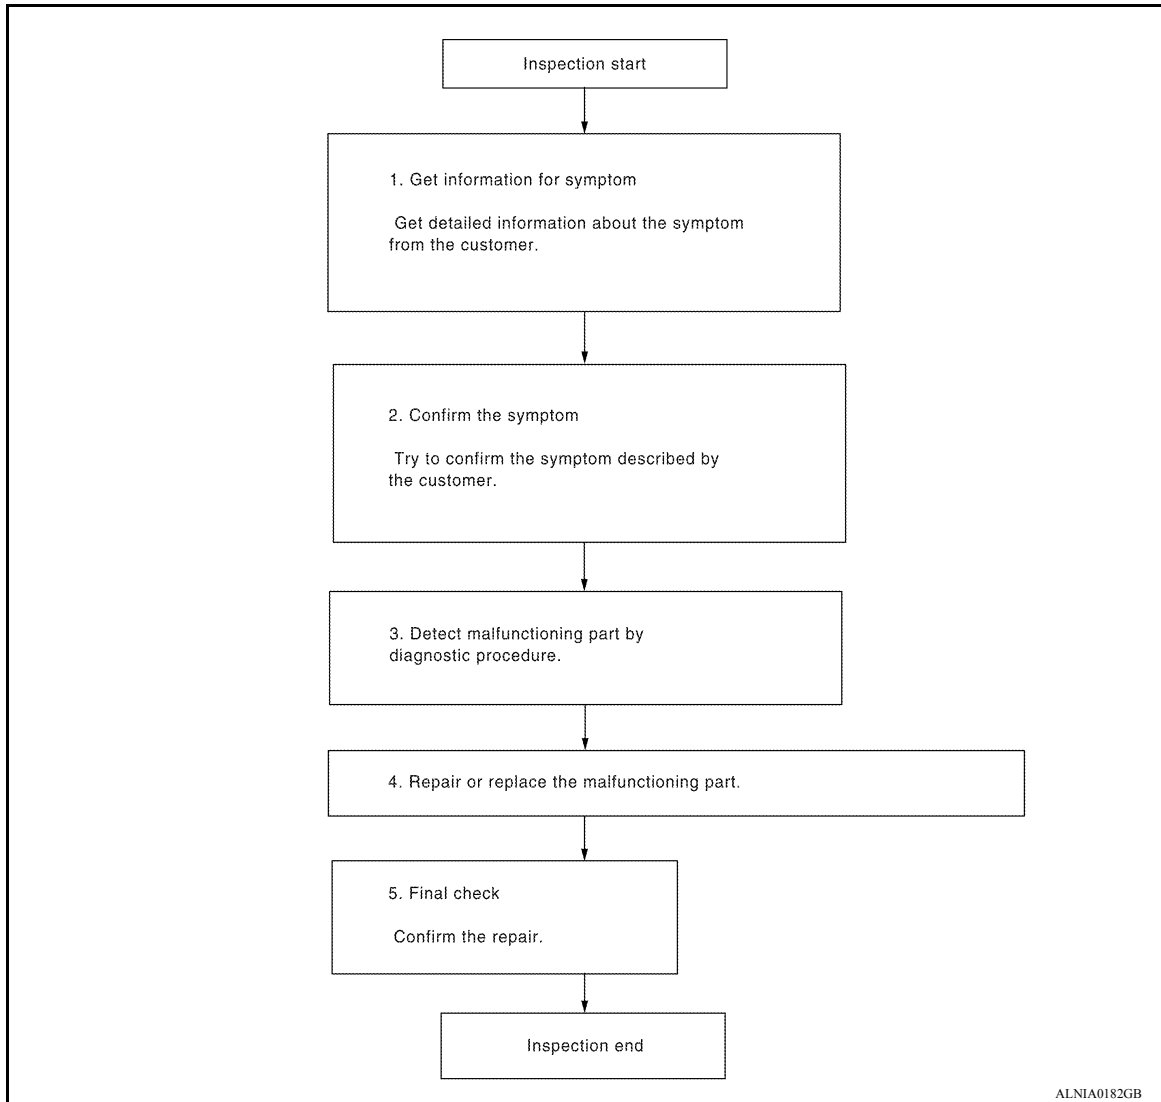 Inspection start
1. Get information for symptom
Get detailed information about the symptom
from the customer.
2. Confirm the symptom
Try to confirm the symptom described by
the customer.
3. Detect malfunctioning part by
diagnostic procedure.
4. Repair or replace the malfunctioning part.
5. Final check
Confirm the repair.
Inspection end
ALNIA0182GB